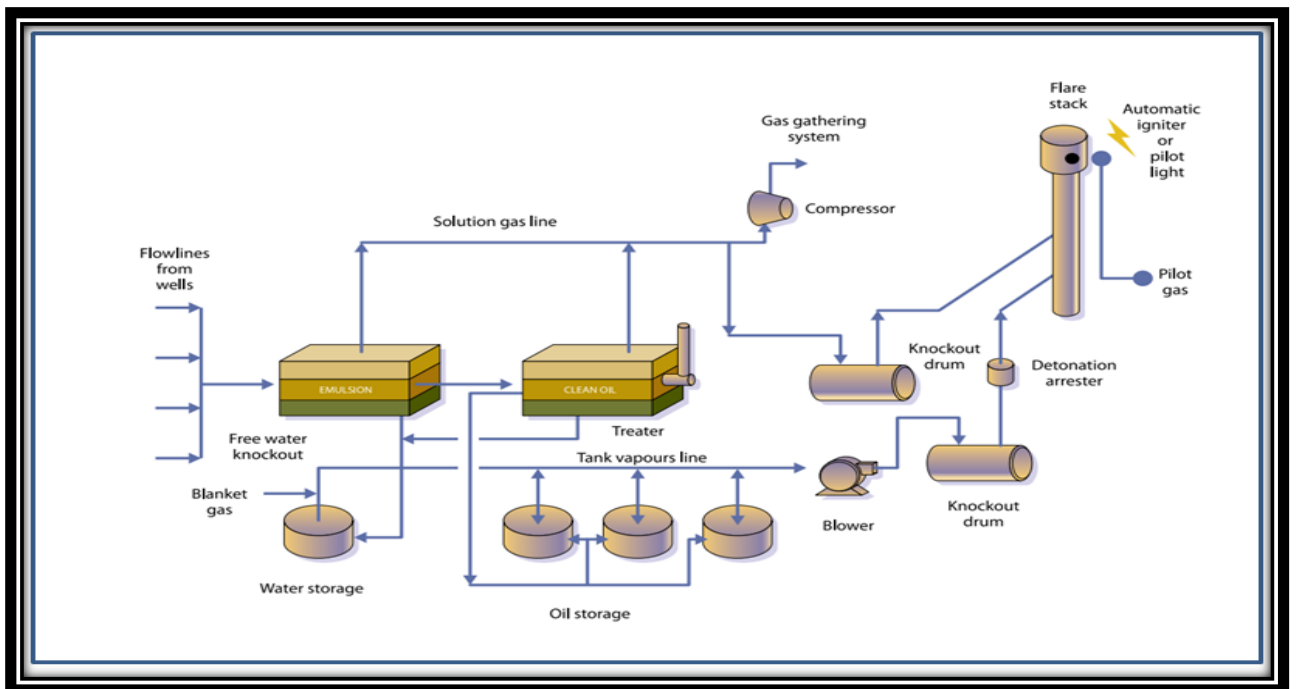 Flare
stack
Automatic
igniter
or
pilot
light
Gas gathering
system
Compressor
Solution gas line
Flowlines
from
wells
Pilot
gas
Knockout
drum
Detonation
arrester
EMULSION
CLEAN OIL
Free water
knockout
Treater
Tank vapours line
Blanket
gas
Blower
Knockout
drum
Water storage
Oil storage